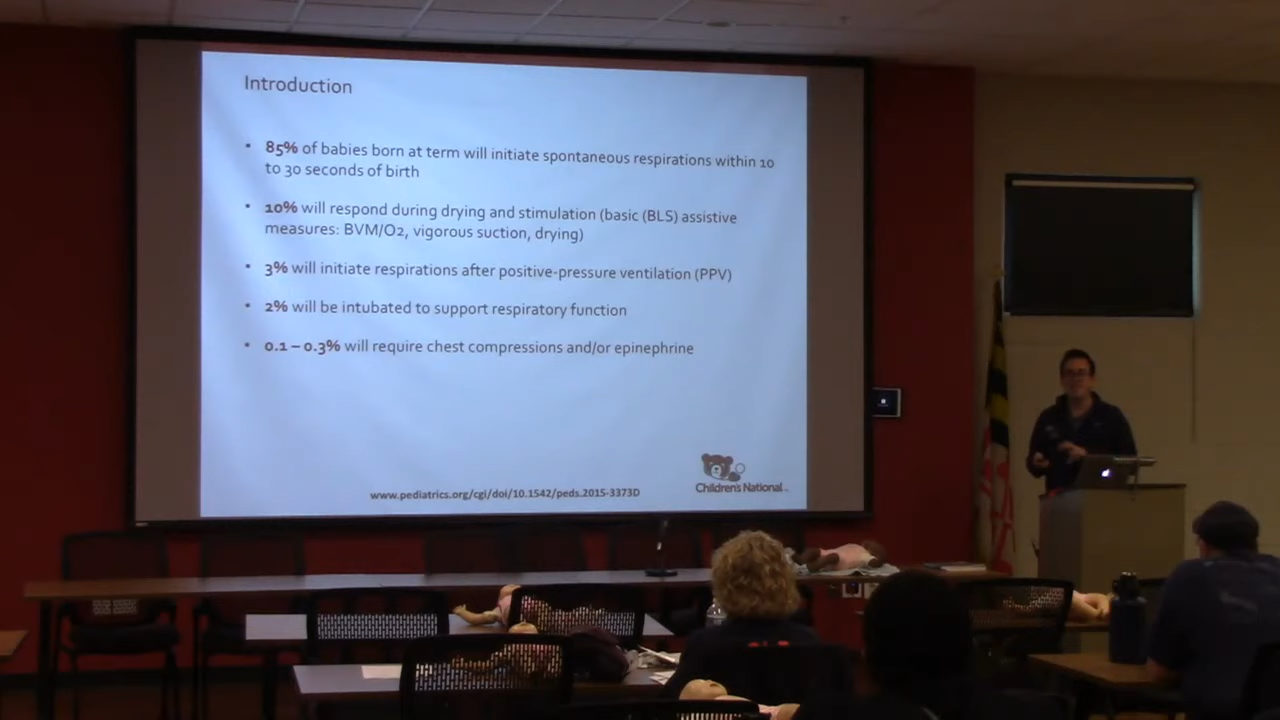 Introduction
• 85% of babies born at term will initiate spontaneous respirations within 10
to 30 seconds of birth
• 10% will respond during drying and stimulation (basic (BLS) assistive
measures: BVM/O2, vigorous suction, drying)
• 3% will initiate respirations after positive-pressure ventilation (PPV)
• 2% will be intubated to support respiratory function
• 0.1 – 0.3% will require chest compressions and/or epinephrine
www.pediatrics.org/cgi/doi/10.1542/peds.2015-3373D
Children's National